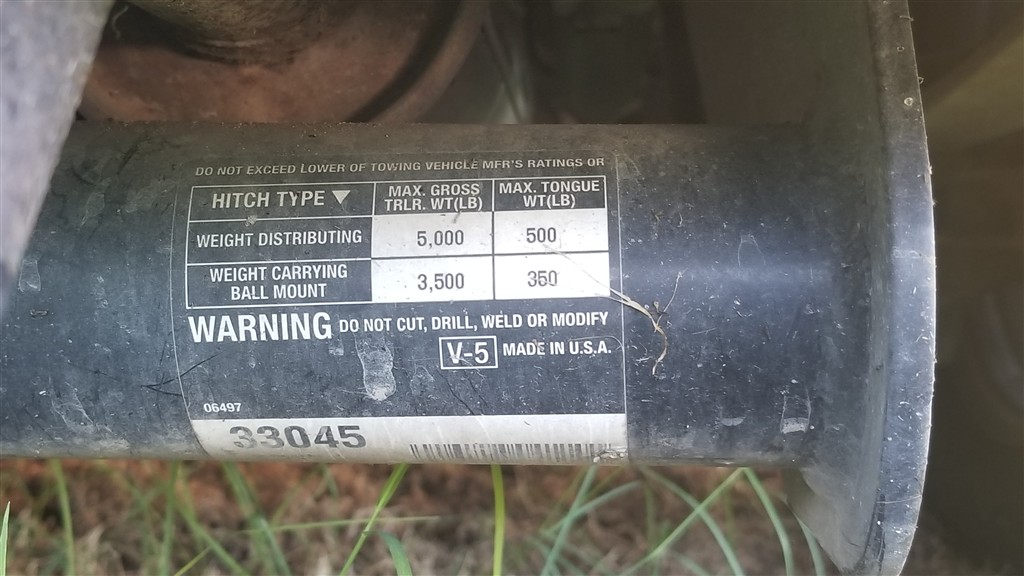 DO NOT EXCEED LOWER OF TOWING VEHICLE MFR'S RATINGS OR
HITCH TYPE ▼ MAX. GROSS TRLR. WT(LB) MAX. TONGUE WT(LB)
WEIGHT DISTRIBUTING 5,000 500
WEIGHT CARRYING BALL MOUNT 3,500 350
WARNING DO NOT CUT, DRILL, WELD OR MODIFY
V-5 MADE IN U.S.A.
06497
33045